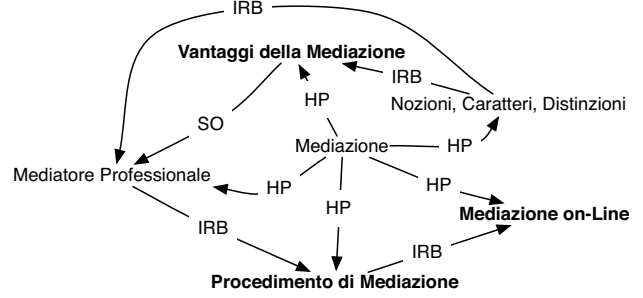 IRB
Vantaggi della Mediazione
IRB
HP
Nozioni, Caratteri, Distinzioni
SO
Mediazione
HP
Mediatore Professionale
HP
HP
HP
Mediazione on-Line
IRB
IRB
Procedimento di Mediazione